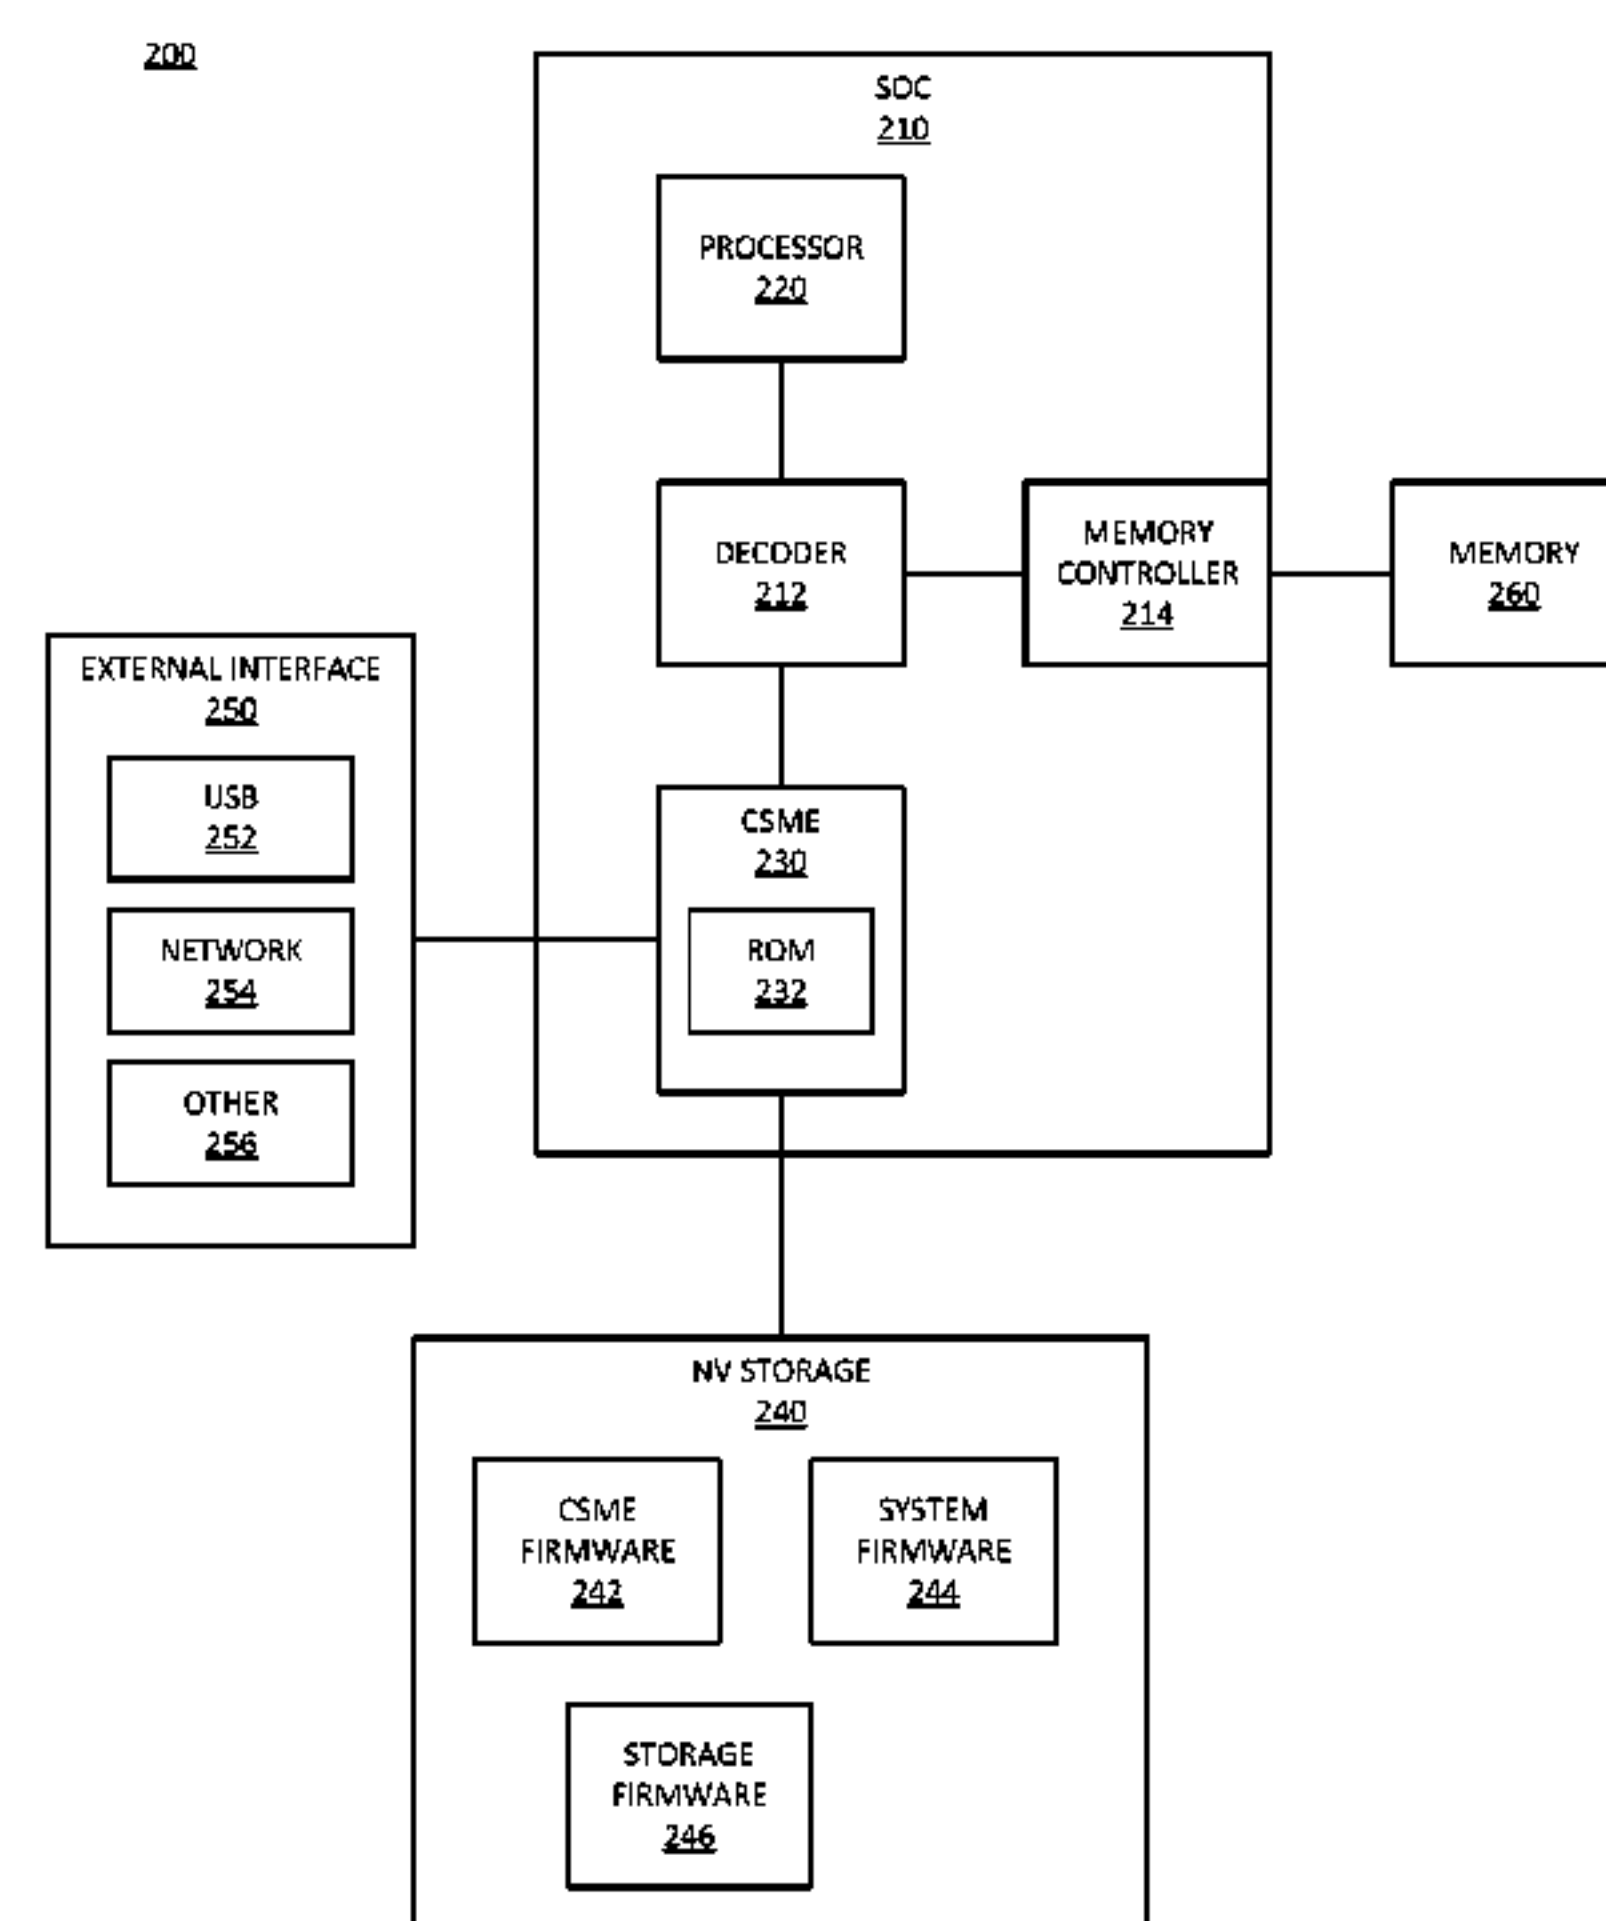 200
SOC
210
PROCESSOR
220
DECODER
212
MEMORY
CONTROLLER
214
MEMORY
260
EXTERNAL INTERFACE
250
USB
252
NETWORK
254
OTHER
256
CSME
230
ROM
232
NV STORAGE
240
CSME
FIRMWARE
242
SYSTEM
FIRMWARE
244
STORAGE
FIRMWARE
246